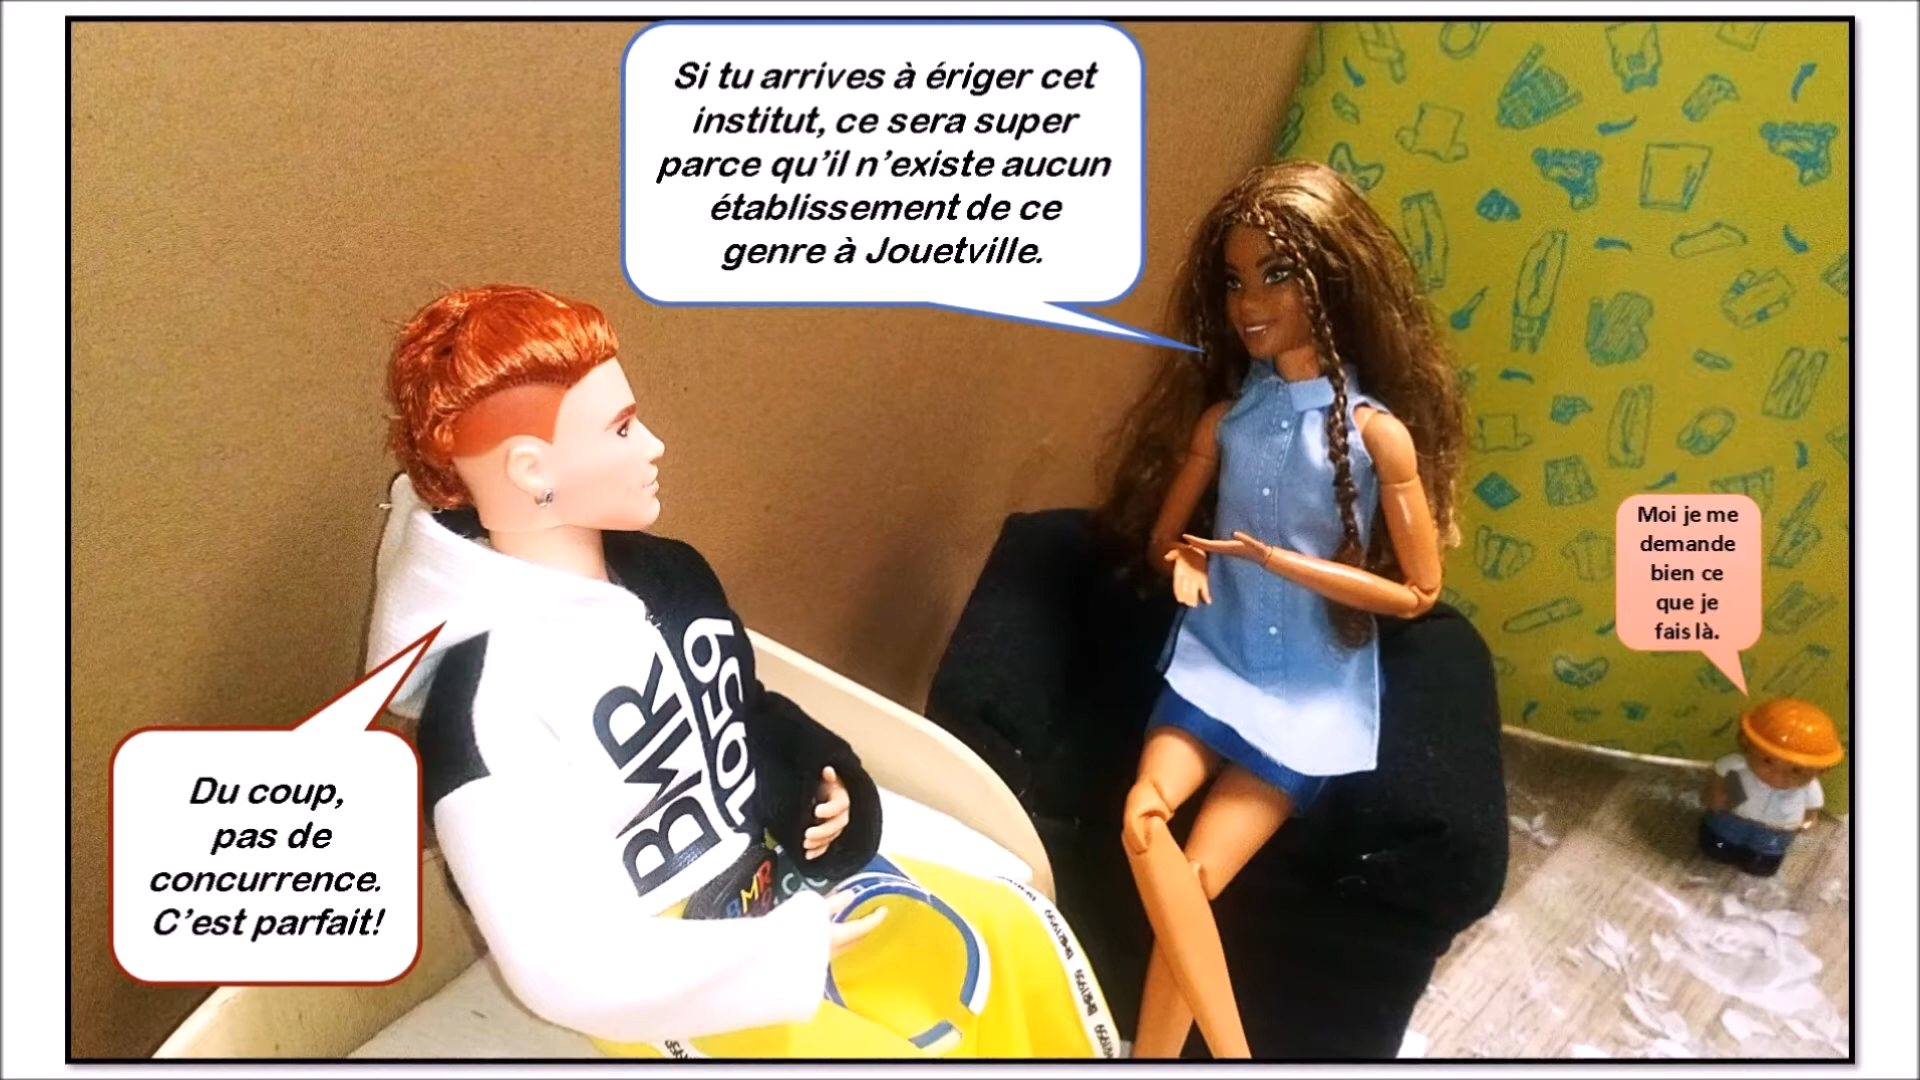 Si tu arrives à ériger cet
institut, ce sera super
parce qu'il n'existe aucun
établissement de ce
genre à Jouetville.
Du coup,
pas de
concurrence.
C'est parfait!
Moi je me
demande
bien ce
que je
fais là.
BMR
1959
BMR